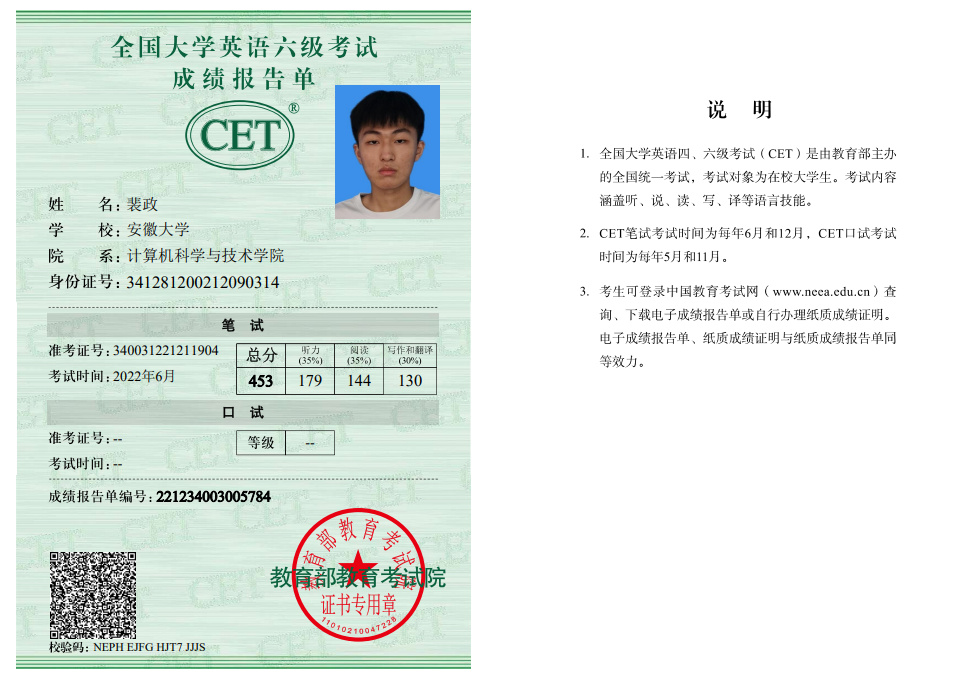 全国大学英语六级考试
成绩报告单
CET®
姓 名：裴政
学 校：安徽大学
院 系：计算机科学与技术学院
身份证号：341281200212090314
笔 试
准考证号：340031221211904
考试时间：2022年6月
总分 听力(35%) 阅读(35%) 写作和翻译(30%)
453 179 144 130
口 试
准考证号：--
考试时间：--
等级 --
成绩报告单编号：221234003005784
教育部教育考试院
教育部教育考试院
证书专用章
11010210047228
校验码：NEPH EJFG HJT7 JJJS
说 明
1. 全国大学英语四、六级考试（CET）是由教育部主办
的全国统一考试，考试对象为在校大学生。考试内容
涵盖听、说、读、写、译等语言技能。
2. CET笔试考试时间为每年6月和12月，CET口试考试
时间为每年5月和11月。
3. 考生可登录中国教育考试网（www.neea.edu.cn）查
询、下载电子成绩报告单或自行办理纸质成绩证明。
电子成绩报告单、纸质成绩证明与纸质成绩报告单同
等效力。